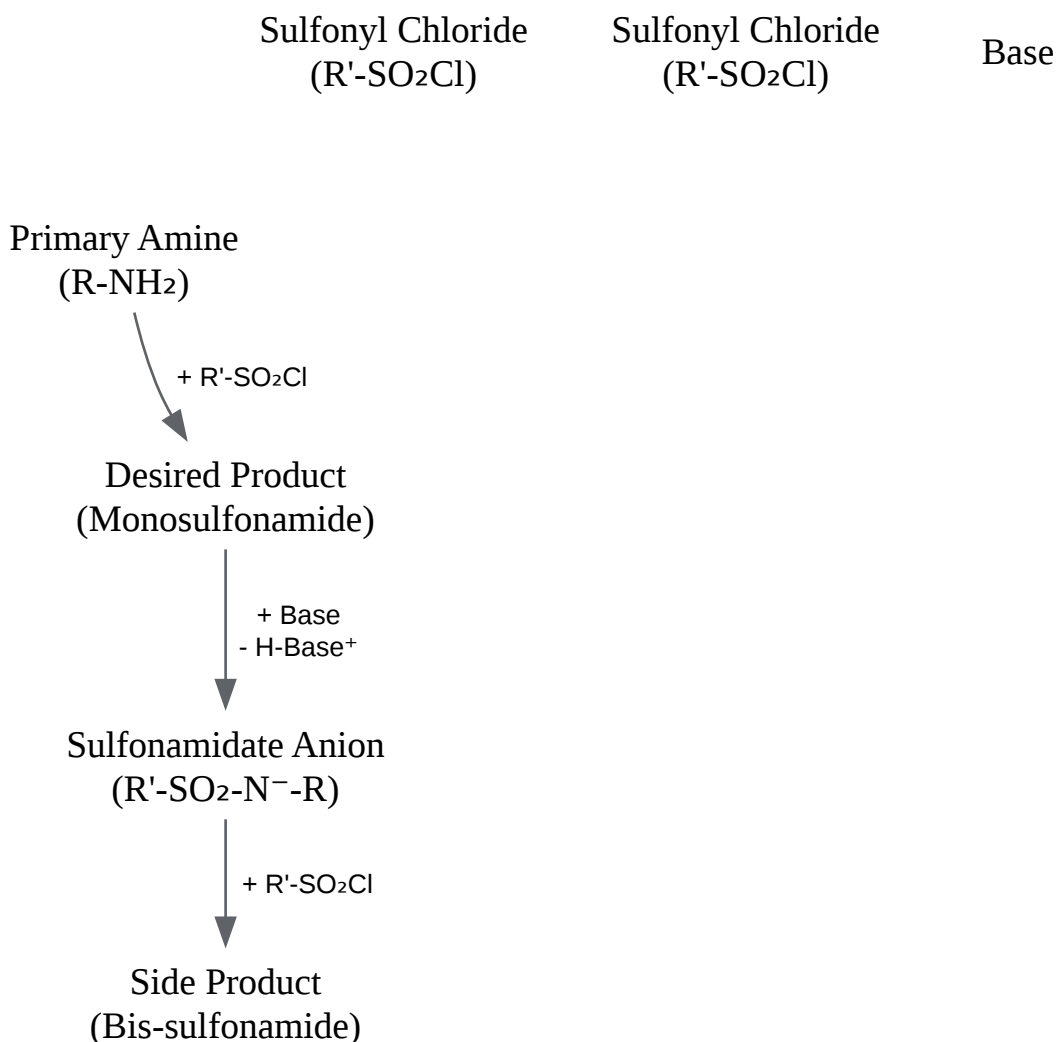 Sulfonyl Chloride
(R'-SO₂Cl)
Sulfonyl Chloride
(R'-SO₂Cl)
Base
Primary Amine
(R-NH₂)
+ R'-SO₂Cl
Desired Product
(Monosulfonamide)
+ Base
- H-Base⁺
Sulfonamidate Anion
(R'-SO₂-N⁻-R)
+ R'-SO₂Cl
Side Product
(Bis-sulfonamide)